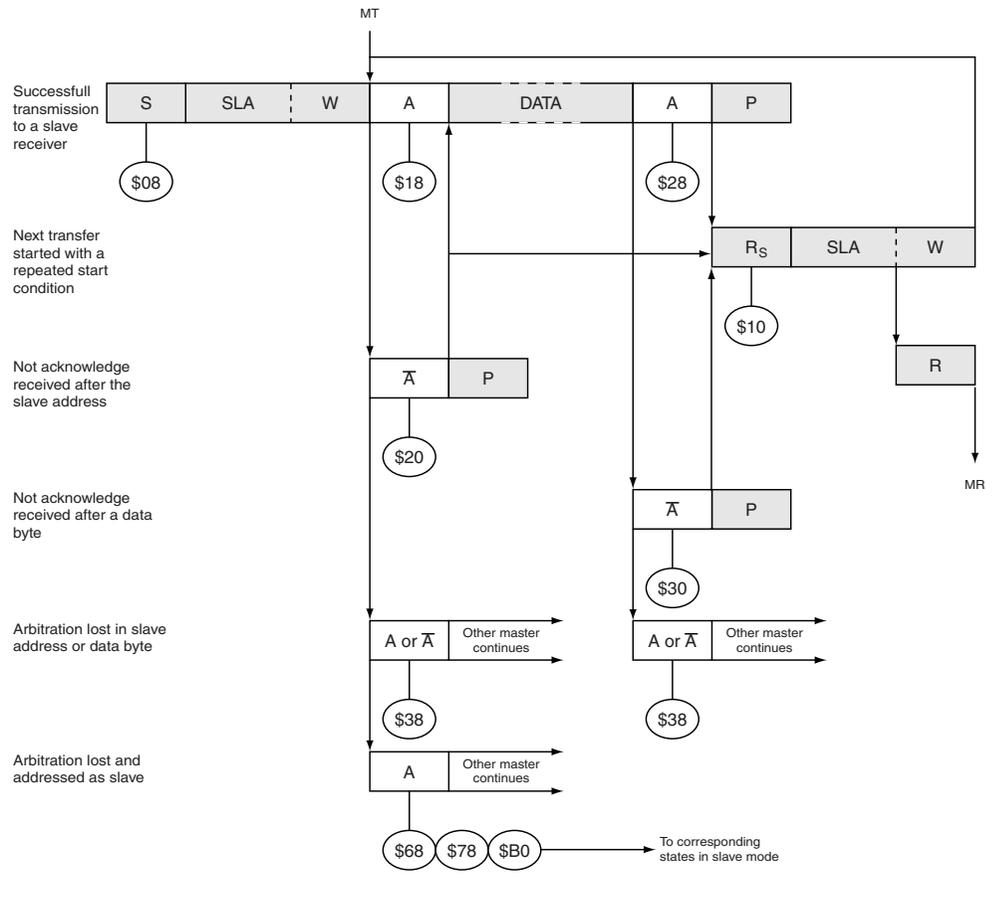 MT
Successfull
transmission
to a slave
receiver
S SLA W A DATA A P
$08 $18 $28
Next transfer
started with a
repeated start
condition
RS SLA W
$10
Not acknowledge
received after the
slave address
A̅ P
R
$20
MR
Not acknowledge
received after a data
byte
A̅ P
$30
Arbitration lost in slave
address or data byte
A or A̅
Other master
continues
A or A̅
Other master
continues
$38 $38
Arbitration lost and
addressed as slave
A
Other master
continues
$68 $78 $B0
To corresponding
states in slave mode